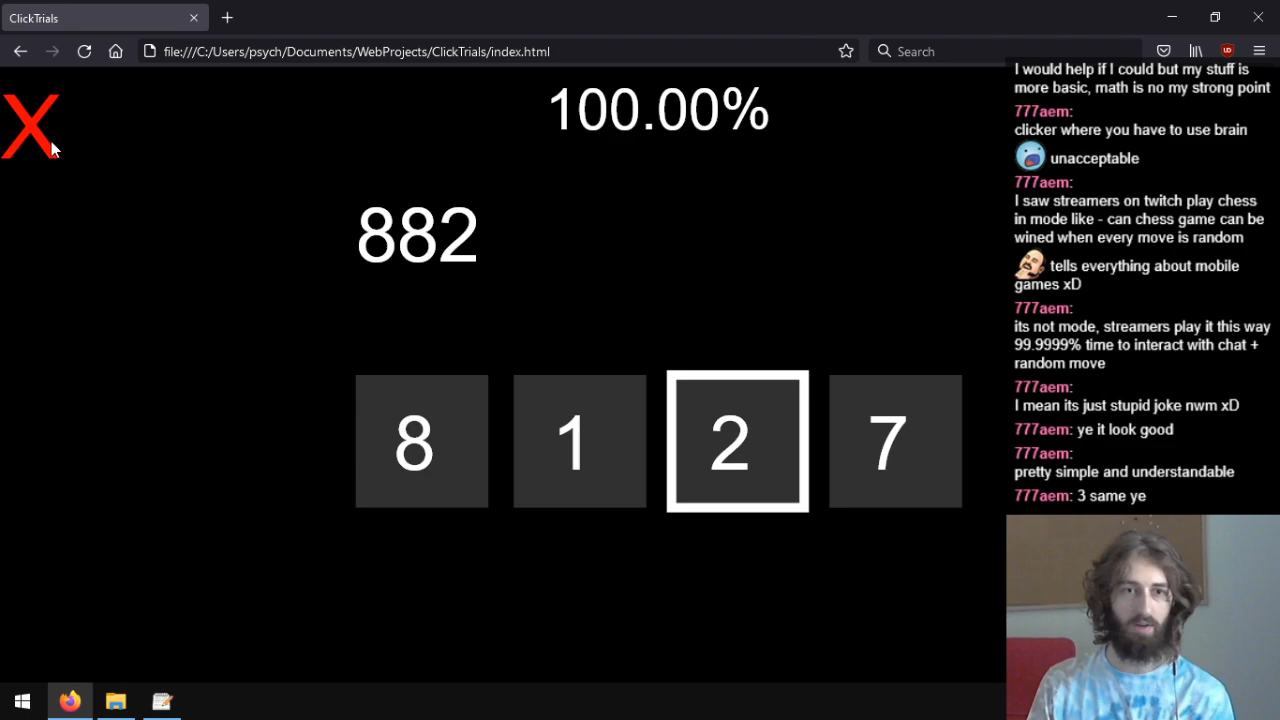 ClickTrials
file:///C:/Users/psych/Documents/WebProjects/ClickTrials/index.html
Search
X
100.00%
882
8 1 2 7
I would help if I could but my stuff is
more basic, math is no my strong point
777aem:
clicker where you have to use brain
unacceptable
777aem:
I saw streamers on twitch play chess
in mode like - can chess game can be
wined when every move is random
tells everything about mobile
games xD
777aem:
its not mode, streamers play it this way
99.9999% time to interact with chat +
random move
777aem:
I mean its just stupid joke nwm xD
777aem: ye it look good
777aem:
pretty simple and understandable
777aem: 3 same ye